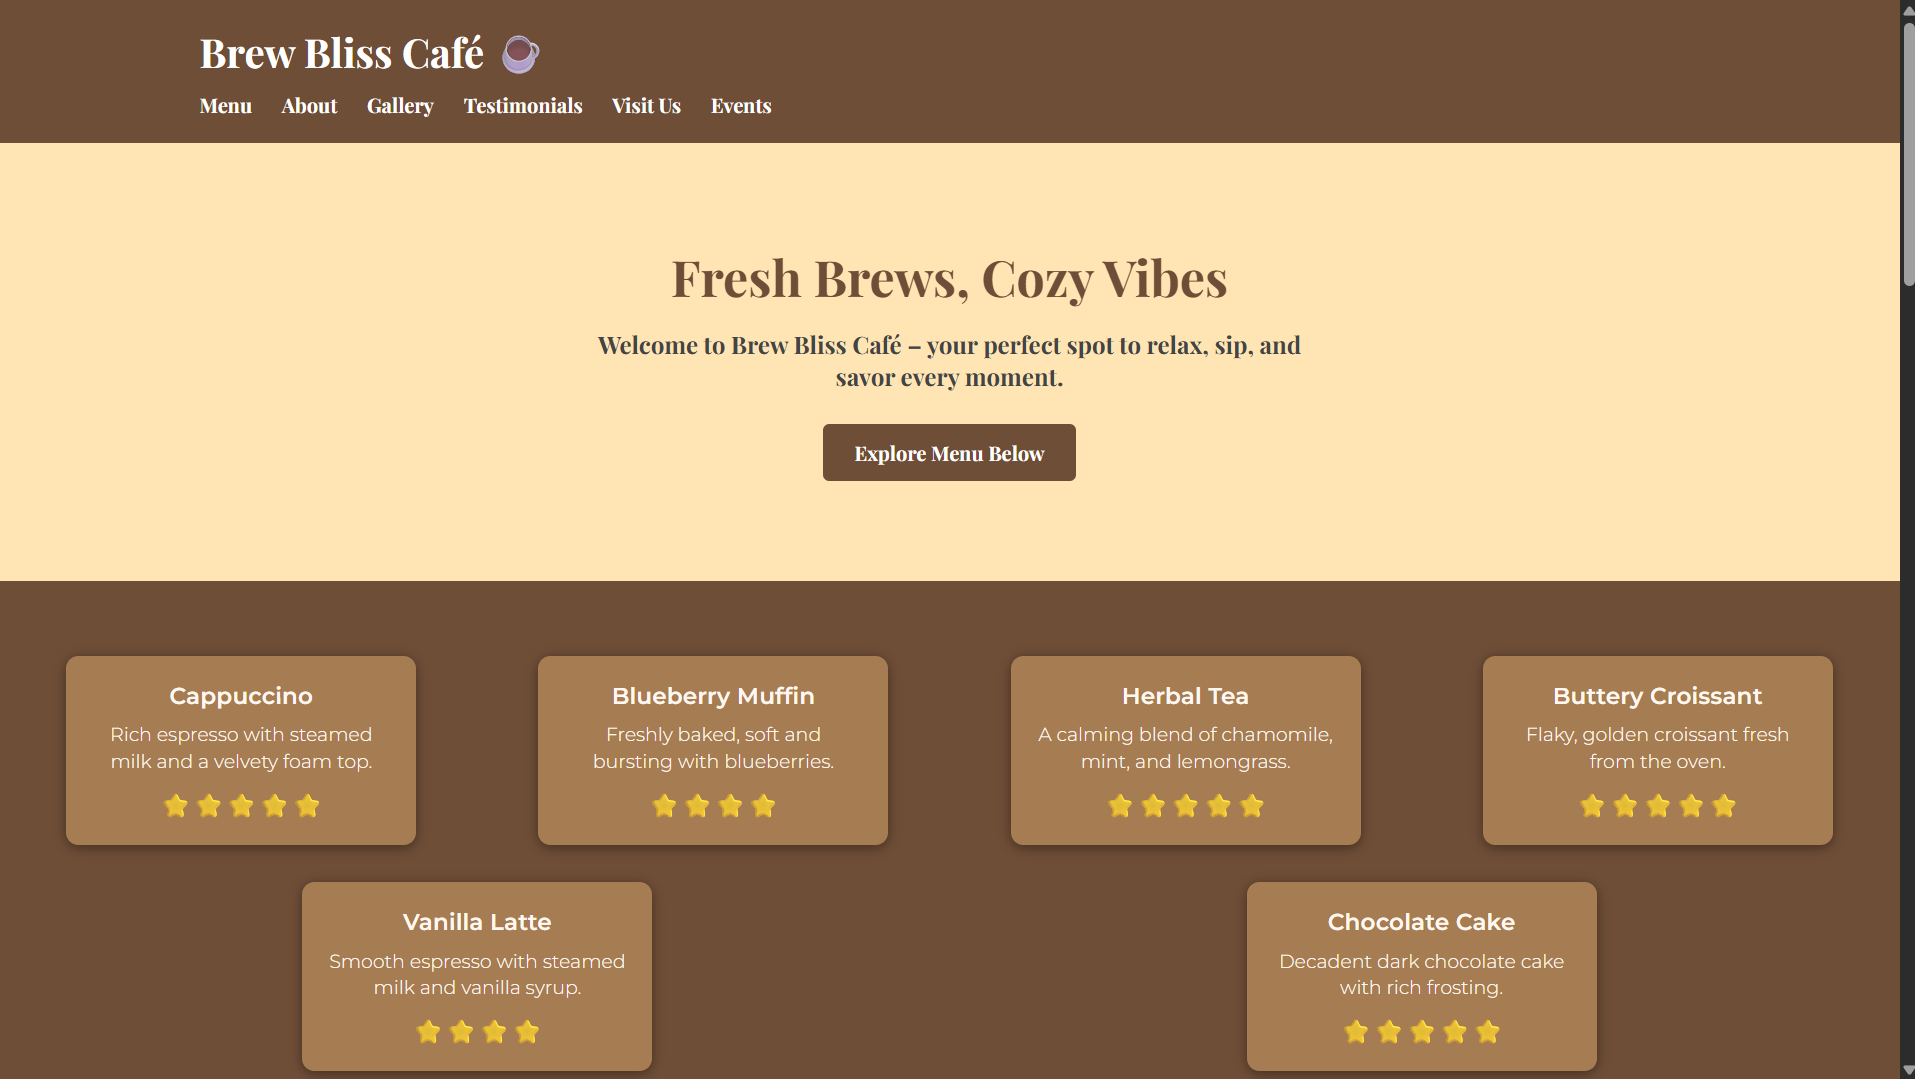 Brew Bliss Café
Menu About Gallery Testimonials Visit Us Events
Fresh Brews, Cozy Vibes
Welcome to Brew Bliss Café – your perfect spot to relax, sip, and
savor every moment.
Explore Menu Below
Cappuccino
Rich espresso with steamed
milk and a velvety foam top.
Blueberry Muffin
Freshly baked, soft and
bursting with blueberries.
Herbal Tea
A calming blend of chamomile,
mint, and lemongrass.
Buttery Croissant
Flaky, golden croissant fresh
from the oven.
Vanilla Latte
Smooth espresso with steamed
milk and vanilla syrup.
Chocolate Cake
Decadent dark chocolate cake
with rich frosting.